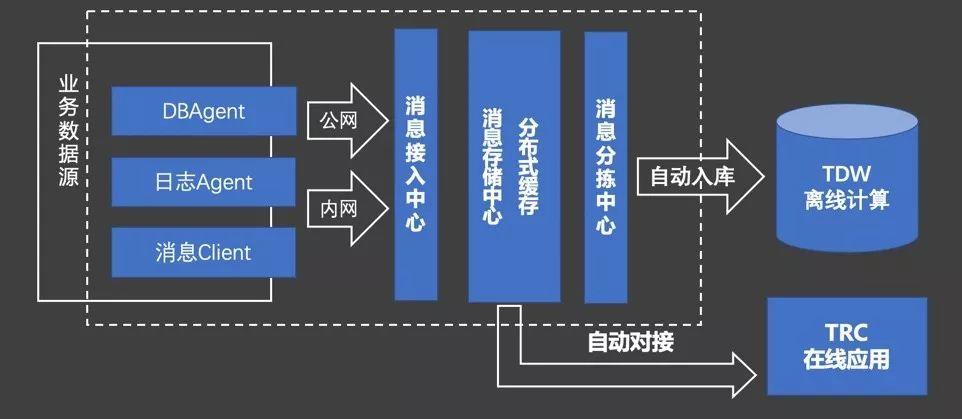 业务数据源
DBAgent
日志Agent
消息Client
公网
内网
消息接入中心
分布式缓存
消息存储中心
消息分拣中心
自动入库
TDW
离线计算
自动对接
TRC
在线应用